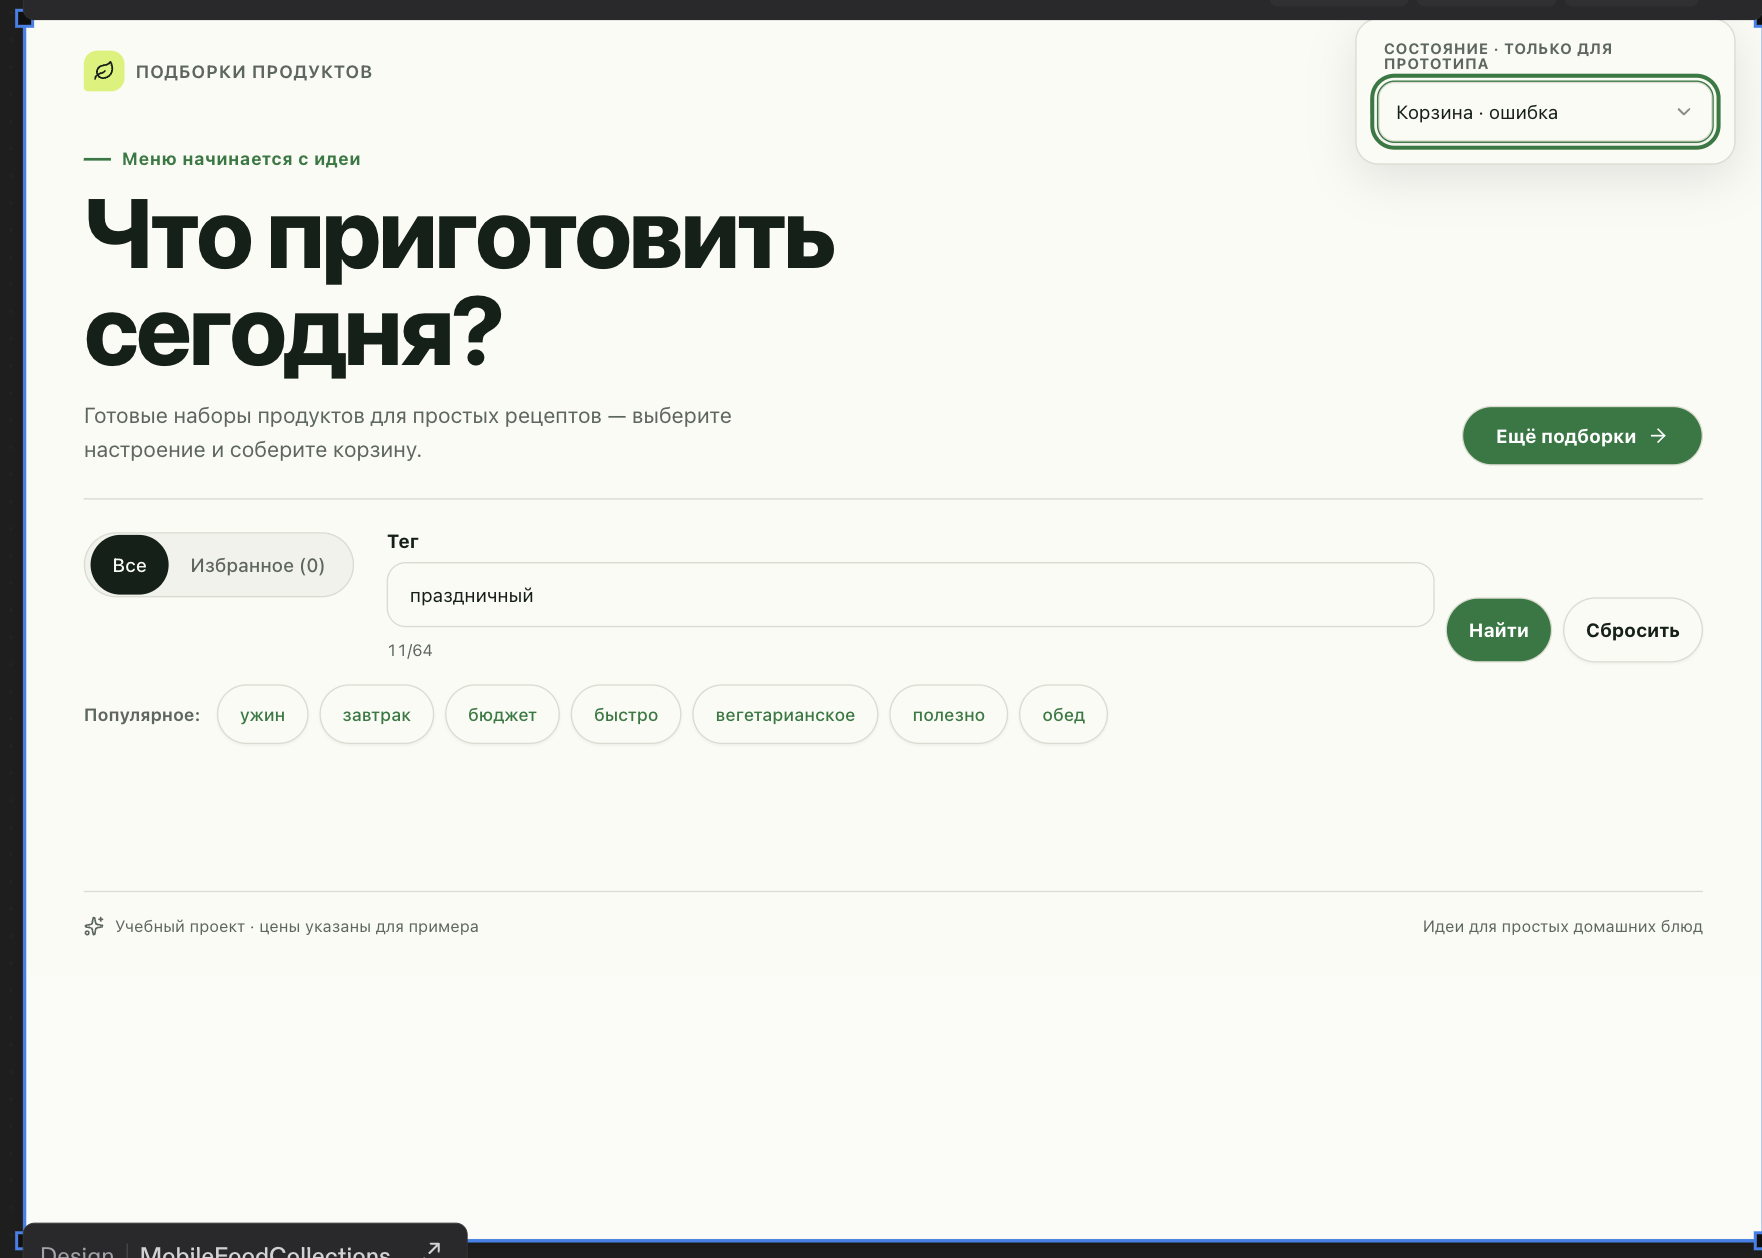 ПОДБОРКИ ПРОДУКТОВ
СОСТОЯНИЕ · ТОЛЬКО ДЛЯ
ПРОТОТИПА
Корзина · ошибка
Меню начинается с идеи
Что приготовить
сегодня?
Готовые наборы продуктов для простых рецептов — выберите
настроение и соберите корзину.
Ещё подборки
Все
Избранное (0)
Тег
праздничный
11/64
Найти
Сбросить
Популярное:
ужин
завтрак
бюджет
быстро
вегетарианское
полезно
обед
Учебный проект · цены указаны для примера
Идеи для простых домашних блюд
Design
MobileFoodCollections